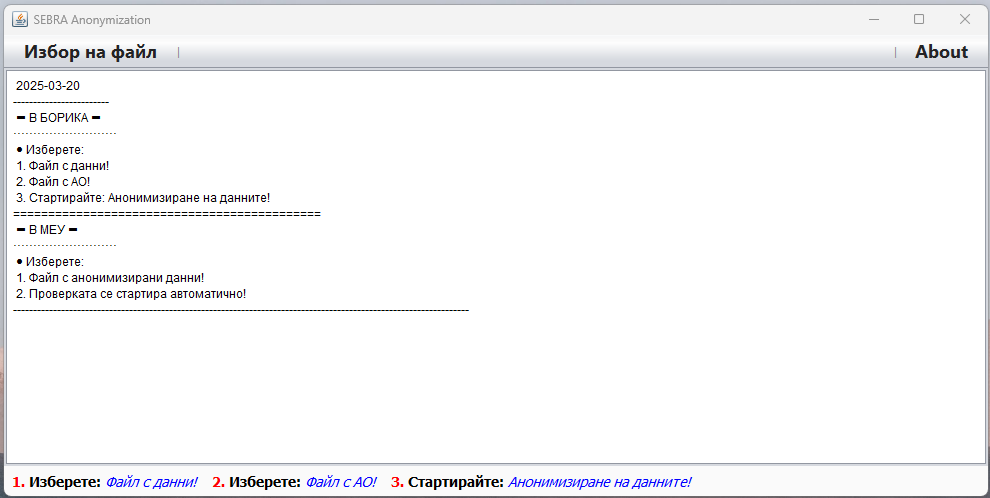 SEBRA Anonymization
Избор на файл | | About
2025-03-20
------------------------
━ В БОРИКА ━
--------------------------
● Изберете:
1. Файл с данни!
2. Файл с АО!
3. Стартирайте: Анонимизиране на данните!
============================================
━ В МЕУ ━
--------------------------
● Изберете:
1. Файл с анонимизирани данни!
2. Проверката се стартира автоматично!
------------------------------------------------------------------------------------------------------------------
1. Изберете: Файл с данни! 2. Изберете: Файл с АО! 3. Стартирайте: Анонимизиране на данните!